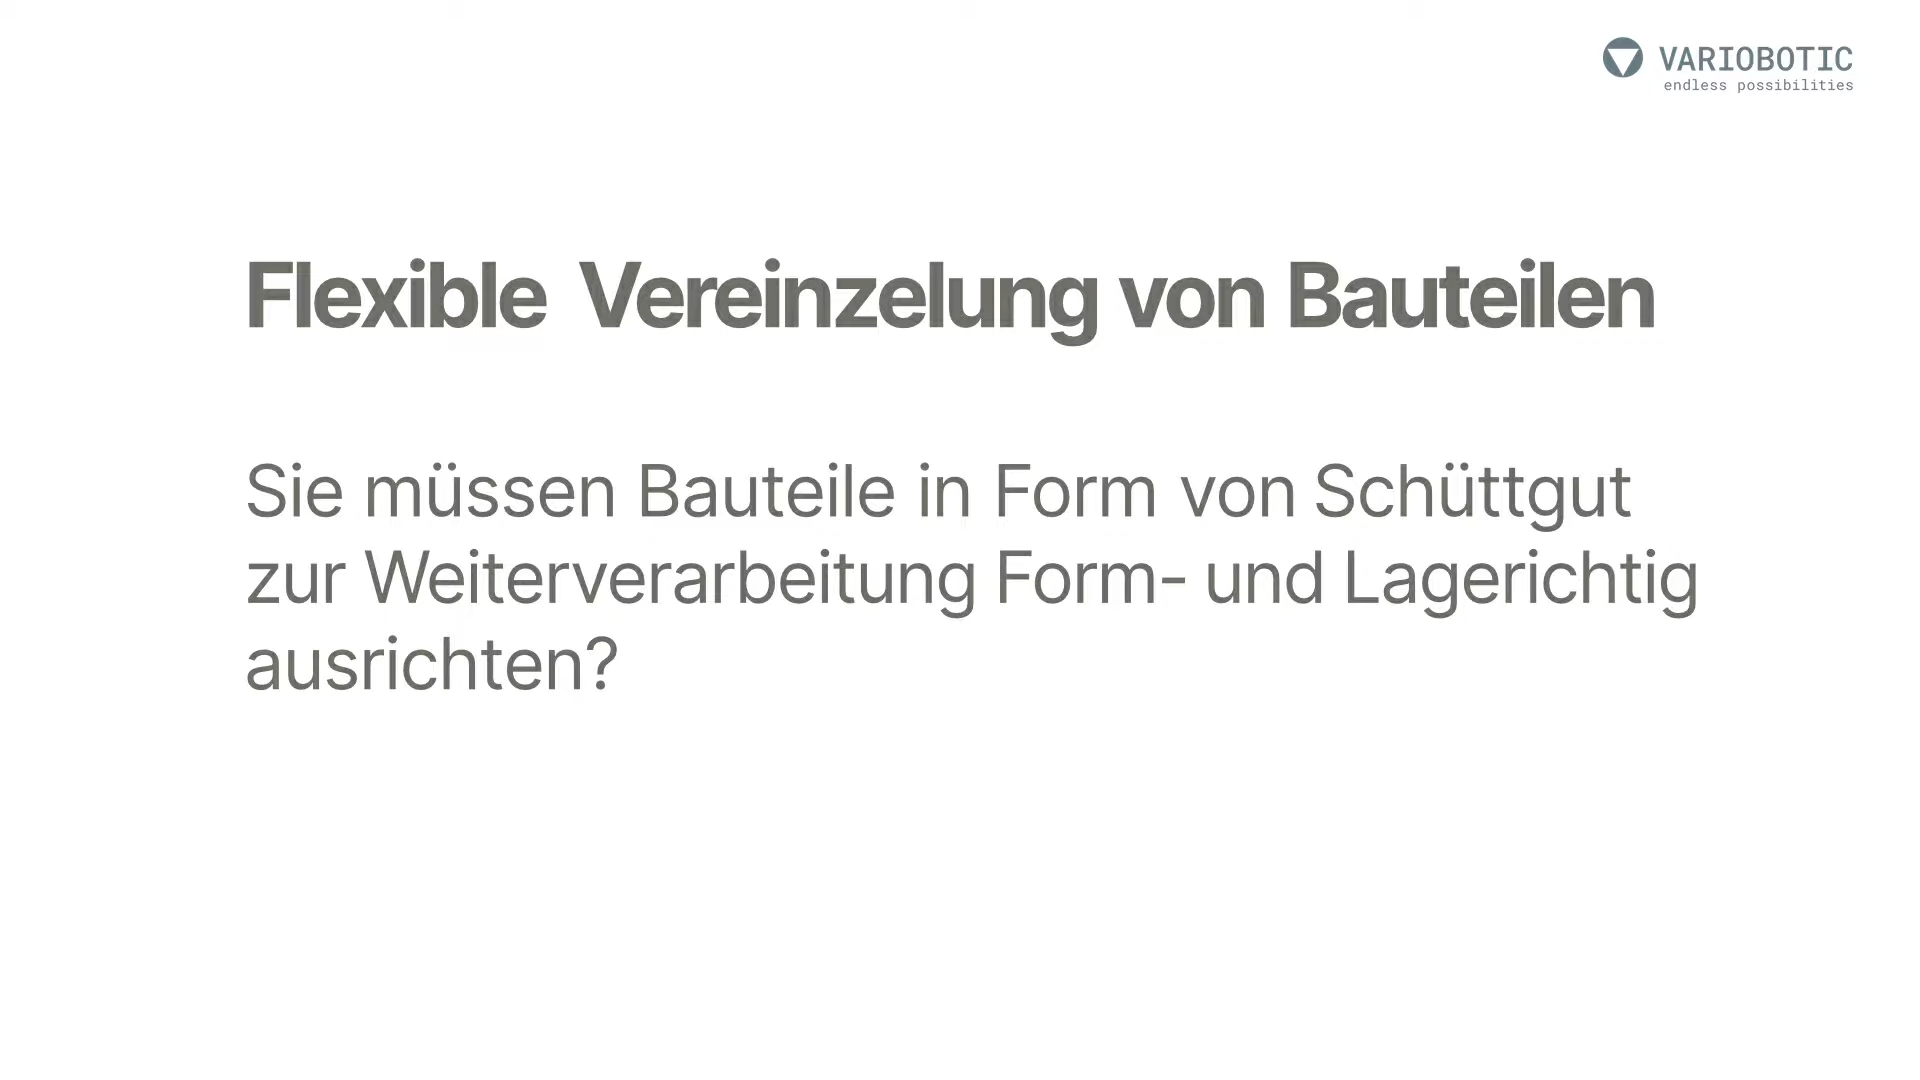 VARIOBOTIC
endless possibilities
Flexible Vereinzelung von Bauteilen
Sie müssen Bauteile in Form von Schüttgut
zur Weiterverarbeitung Form- und Lagerichtig
ausrichten?